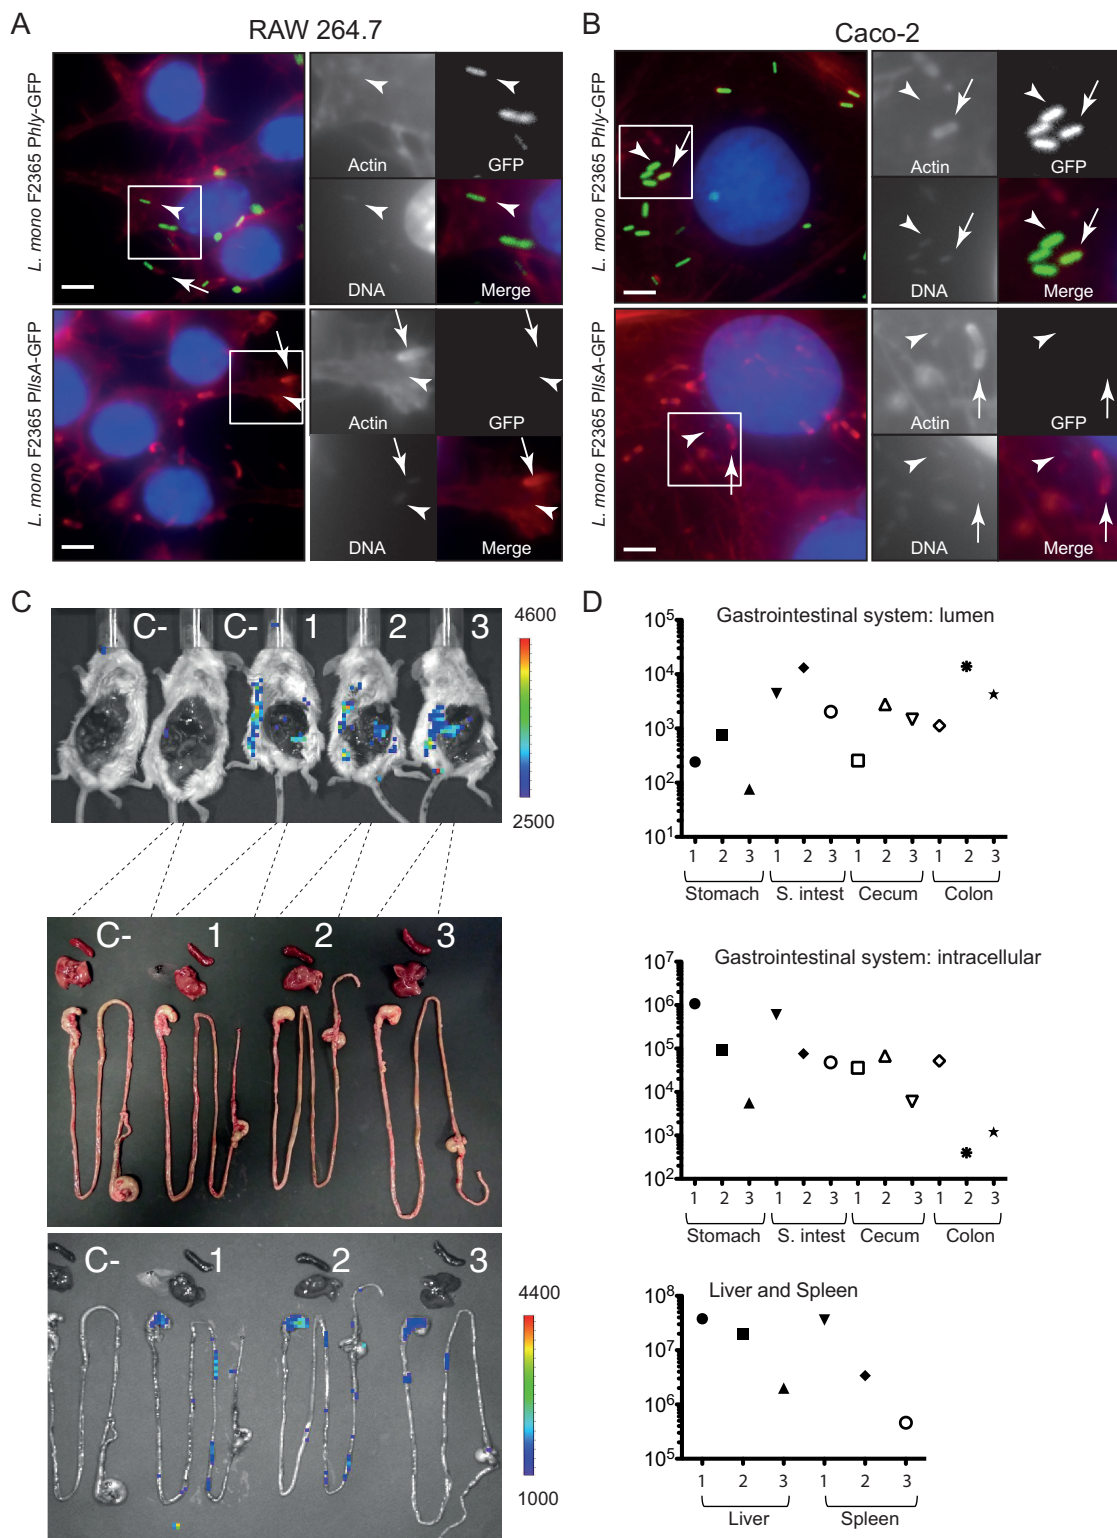 A
RAW 264.7
L. mono F2365 Phly-GFP
Actin
GFP
DNA
Merge
L. mono F2365 PllsA-GFP
Actin
GFP
DNA
Merge
B
Caco-2
L. mono F2365 Phly-GFP
Actin
GFP
DNA
Merge
L. mono F2365 PllsA-GFP
Actin
GFP
DNA
Merge
C
C- C- 1 2 3
4600
2500
C- 1 2 3
C- 1 2 3
4400
1000
D
Gastrointestinal system: lumen
10^5
10^4
10^3
10^2
10^1
1 2 3 1 2 3 1 2 3 1 2 3
Stomach S. intest Cecum Colon
Gastrointestinal system: intracellular
10^7
10^6
10^5
10^4
10^3
10^2
1 2 3 1 2 3 1 2 3 1 2 3
Stomach S. intest Cecum Colon
Liver and Spleen
10^8
10^7
10^6
10^5
1 2 3 1 2 3
Liver Spleen